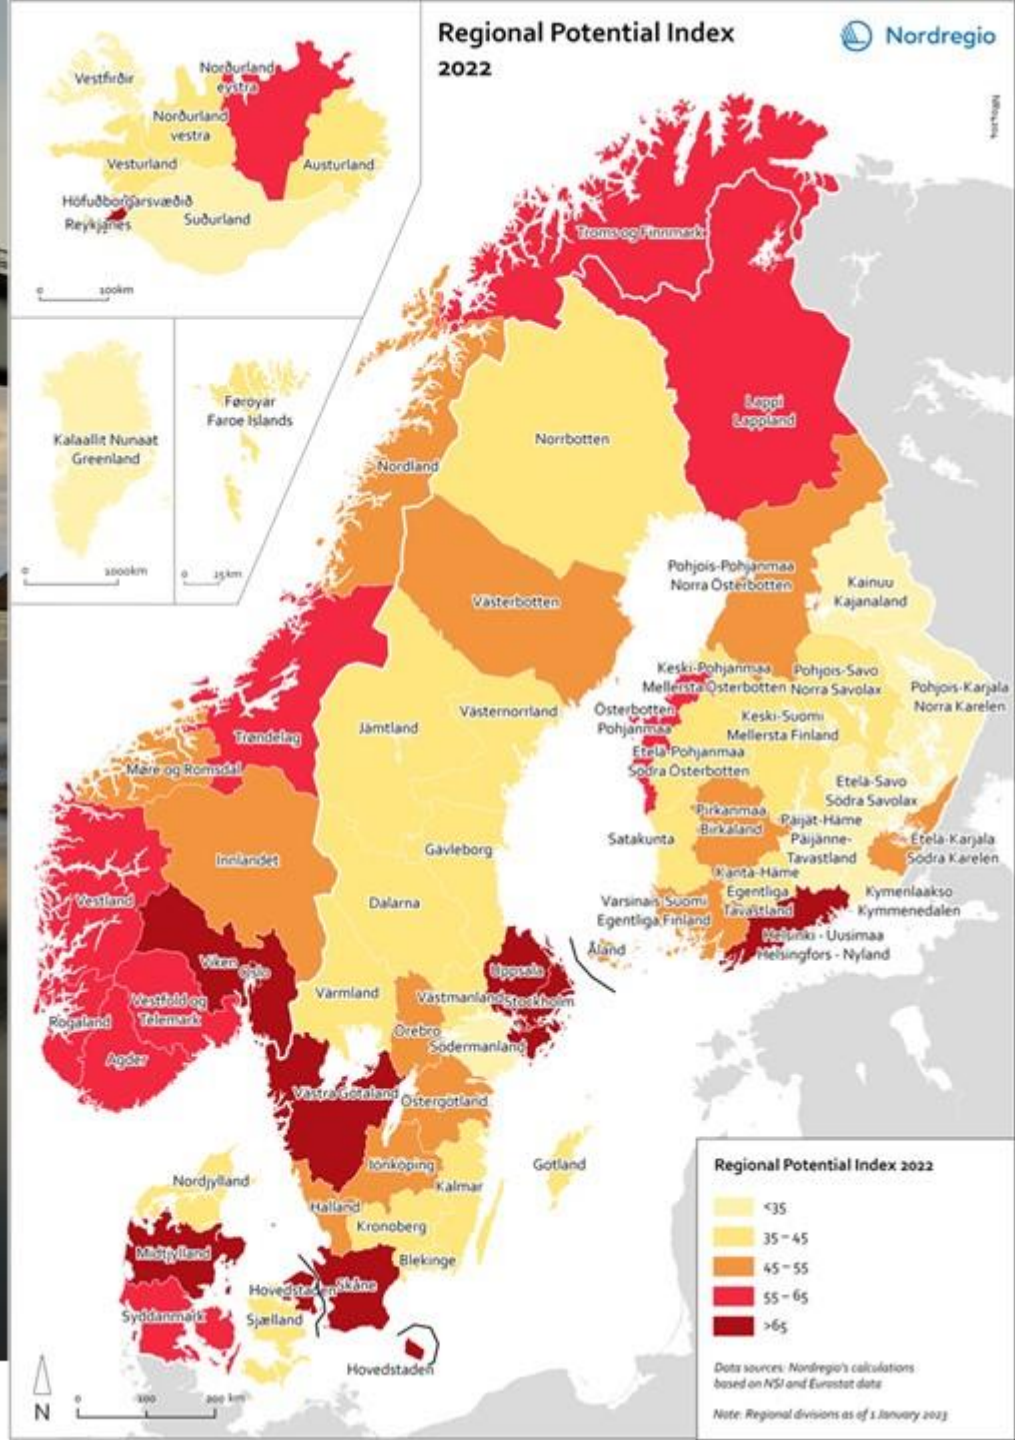 Regional Potential Index
2022
Nordregio
Vestfirðir
Norðurland
eystra
Norðurland
vestra
Vesturland
Austurland
Höfuðborgarsvæðið
Reykjanes
Suðurland
0 100km
Kalaallit Nunaat
Greenland
0 1000km
Føroyar
Faroe Islands
0 25km
Troms og Finnmark
Lappi
Lappland
Norrbotten
Nordland
Pohjois-Pohjanmaa
Norra Österbotten
Kainuu
Kajanaland
Västerbotten
Keski-Pohjanmaa
Mellersta Österbotten
Pohjois-Savo
Norra Savolax
Pohjois-Karjala
Norra Karelen
Österbotten
Pohjanmaa
Keski-Suomi
Mellersta Finland
Västernorrland
Jämtland
Trøndelag
Etelä-Pohjanmaa
Södra Österbotten
Møre og Romsdal
Etelä-Savo
Södra Savolax
Pirkanmaa
Birkaland
Päijät-Häme
Päijänne-
Tavastland
Satakunta
Etelä-Karjala
Södra Karelen
Innlandet
Gävleborg
Kanta-Häme
Egentliga
Tavastland
Kymenlaakso
Kymmenedalen
Vestland
Dalarna
Varsinais-Suomi
Egentliga Finland
Helsinki - Uusimaa
Helsingfors - Nyland
Åland
Viken
Oslo
Uppsala
Värmland
Västmanland
Stockholm
Vestfold og
Telemark
Rogaland
Örebro
Södermanland
Agder
Västra Götaland
Östergötland
Jönköping
Gotland
Nordjylland
Kalmar
Halland
Kronoberg
Midtjylland
Blekinge
Hovedstaden
Skåne
Syddanmark
Sjælland
Hovedstaden
N
0 100 200 km
Regional Potential Index 2022
<35
35 – 45
45 – 55
55 – 65
>65
Data sources: Nordregio's calculations
based on NSI and Eurostat data
Note: Regional divisions as of 1 January 2023